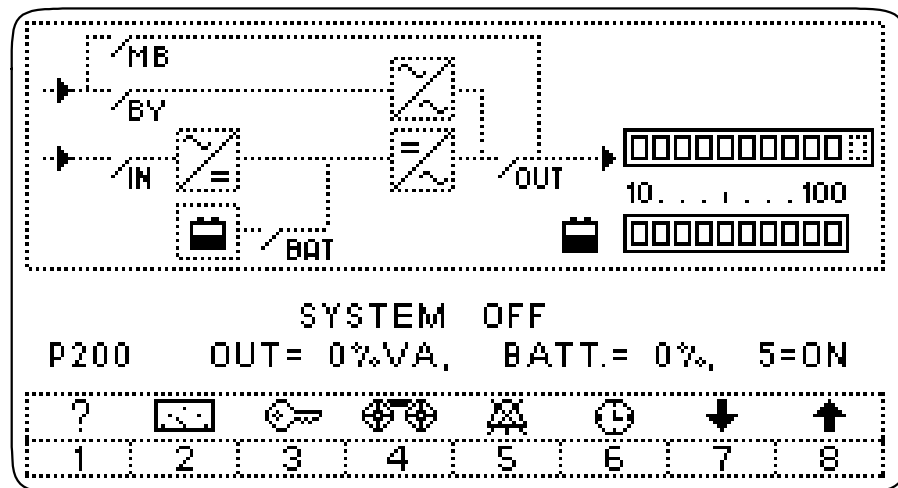 MB
BY
IN
OUT
BAT
10. . . ı . . .100
SYSTEM OFF
P200 OUT= 0%VA, BATT.= 0%, 5=ON
?
1 2 3 4 5 6 7 8